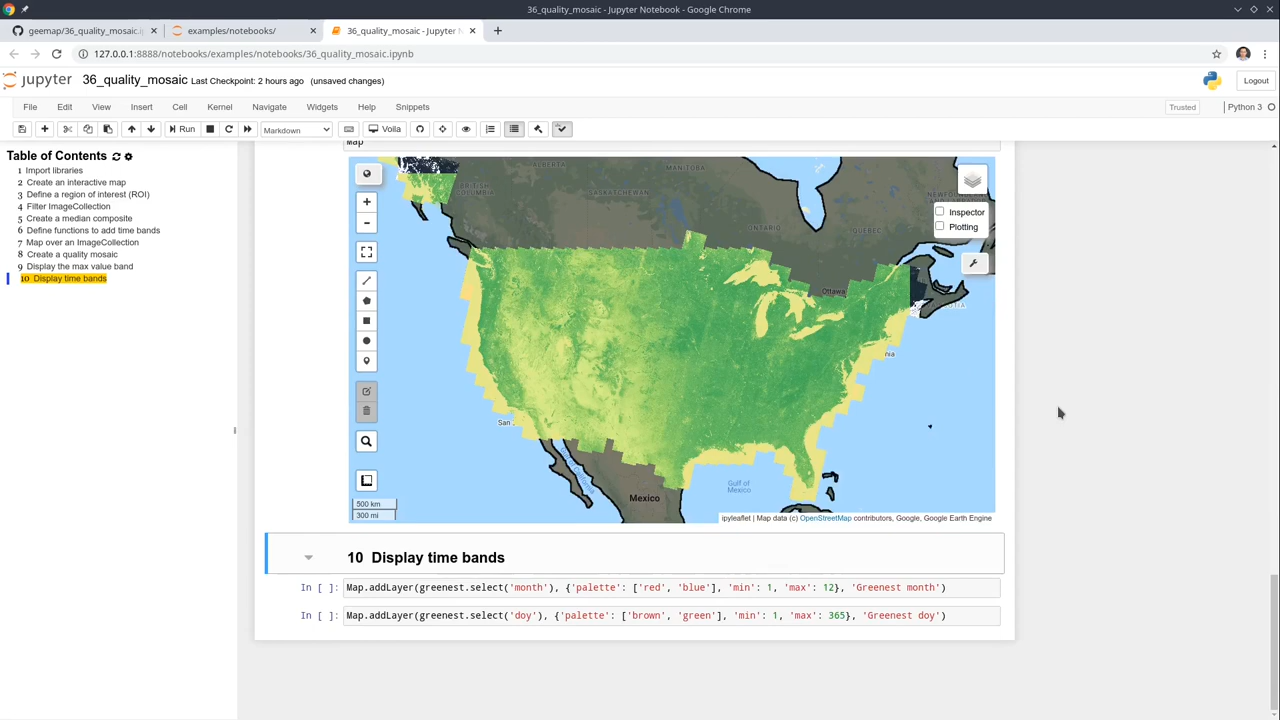 36_quality_mosaic - Jupyter Notebook - Google Chrome
geemap/36_quality_mosaic.i
examples/notebooks/
36_quality_mosaic - Jupyter N
127.0.0.1:8888/notebooks/examples/notebooks/36_quality_mosaic.ipynb
jupyter 36_quality_mosaic Last Checkpoint: 2 hours ago (unsaved changes)
Logout
File Edit View Insert Cell Kernel Navigate Widgets Help Snippets
Trusted
Python 3
Run
Markdown
Voila
Table of Contents
1 Import libraries
2 Create an interactive map
3 Define a region of interest (ROI)
4 Filter ImageCollection
5 Create a median composite
6 Define functions to add time bands
7 Map over an ImageCollection
8 Create a quality mosaic
9 Display the max value band
10 Display time bands
Map
ALBERTA
MANITOBA
BRITISH
COLUMBIA
SASKATCHEWAN
ONTARIO
QUEBEC
Inspector
Plotting
Ottawa
nia
San
Mexico
Gulf of
Mexico
500 km
300 mi
ipyleaflet | Map data (c) OpenStreetMap contributors, Google, Google Earth Engine
10 Display time bands
In [ ]: Map.addLayer(greenest.select('month'), {'palette': ['red', 'blue'], 'min': 1, 'max': 12}, 'Greenest month')
In [ ]: Map.addLayer(greenest.select('doy'), {'palette': ['brown', 'green'], 'min': 1, 'max': 365}, 'Greenest doy')